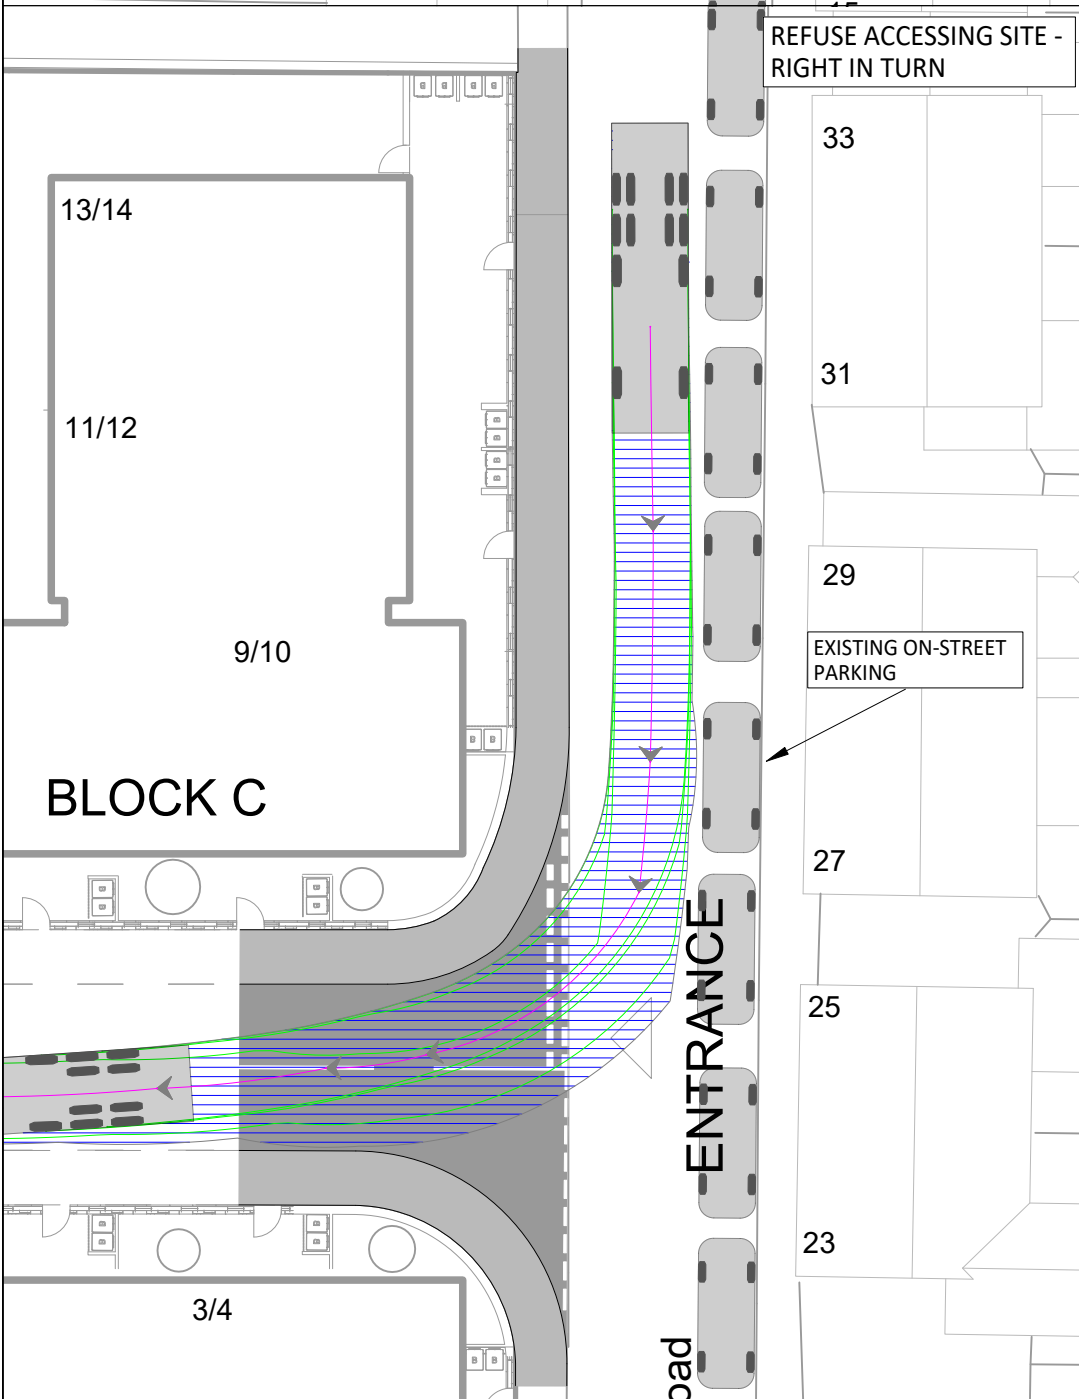 REFUSE ACCESSING SITE -
RIGHT IN TURN
33
13/14
31
11/12
29
EXISTING ON-STREET
PARKING
9/10
BLOCK C
27
ENTRANCE
25
23
3/4